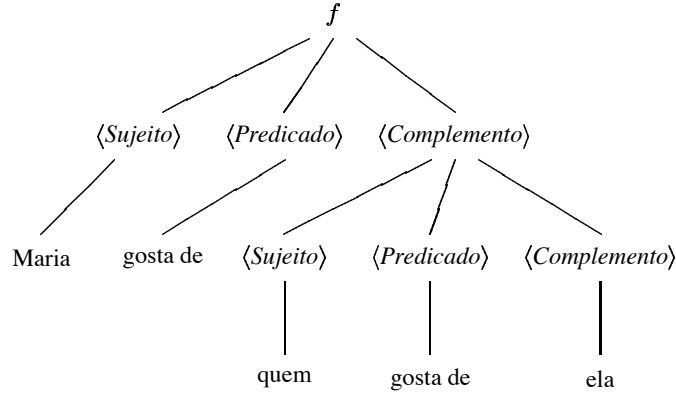 f
⟨Sujeito⟩ ⟨Predicado⟩ ⟨Complemento⟩
Maria gosta de ⟨Sujeito⟩ ⟨Predicado⟩ ⟨Complemento⟩
quem gosta de ela